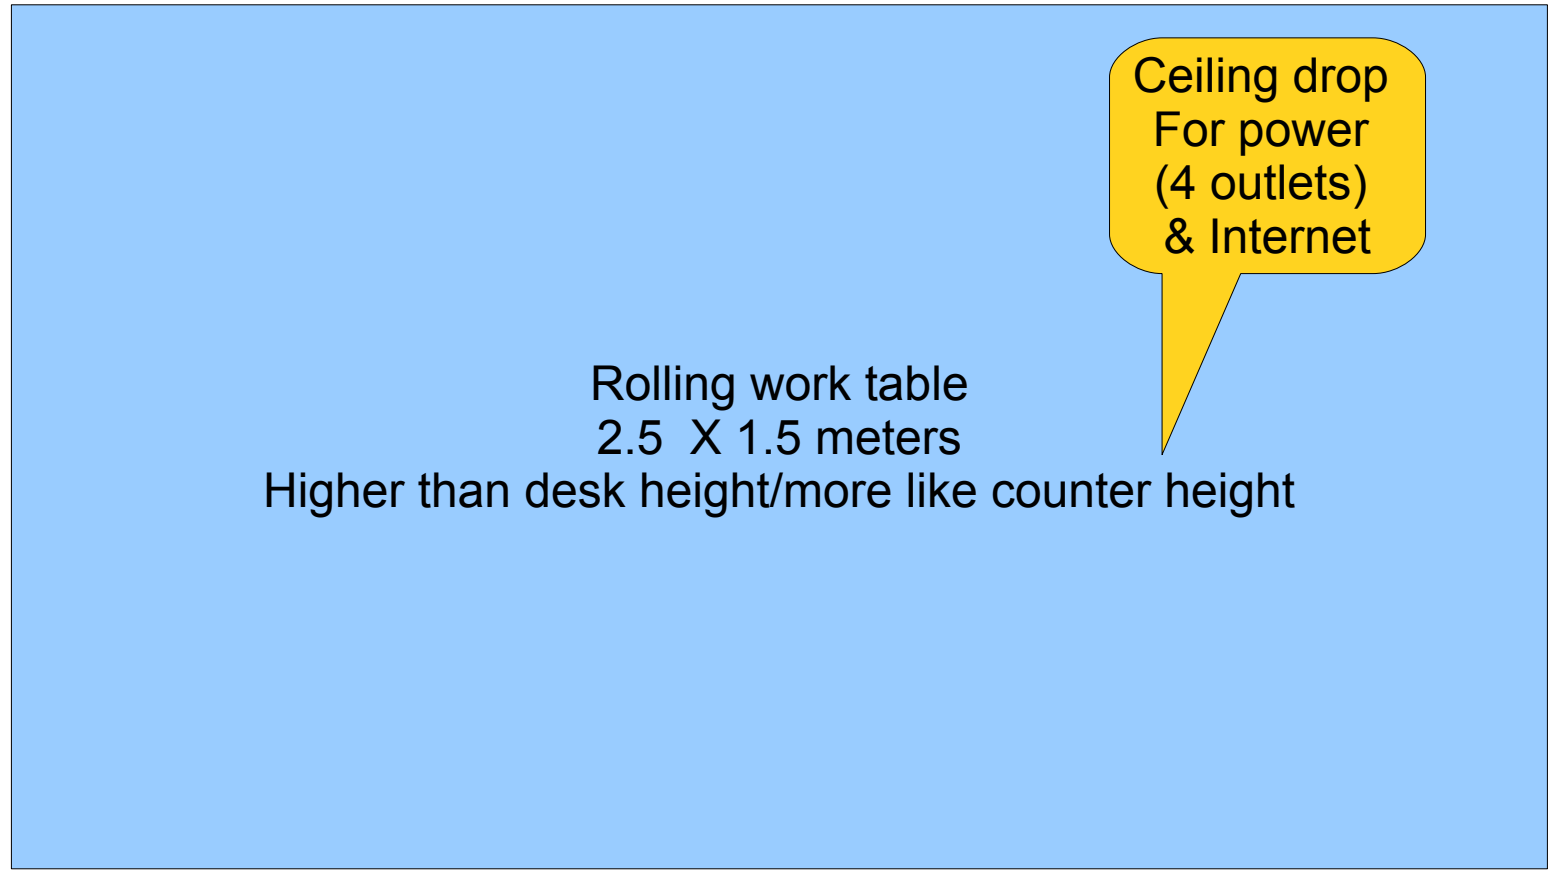 Ceiling drop
For power
(4 outlets)
& Internet
Rolling work table
2.5  X 1.5 meters
Higher than desk height/more like counter height